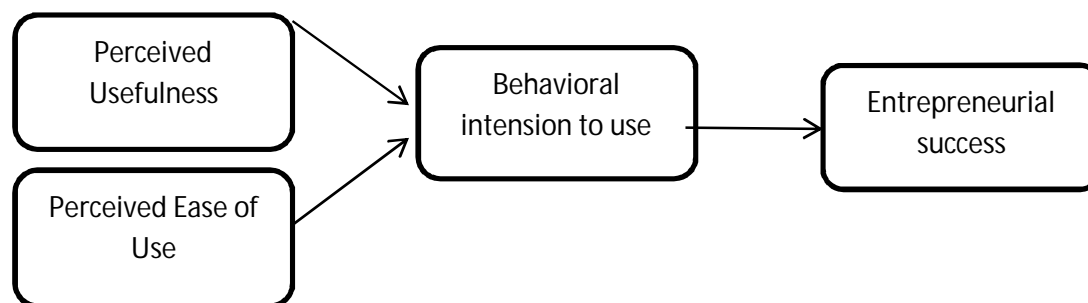 Perceived
Usefulness
Behavioral
intension to use
Entrepreneurial
success
Perceived Ease of
Use